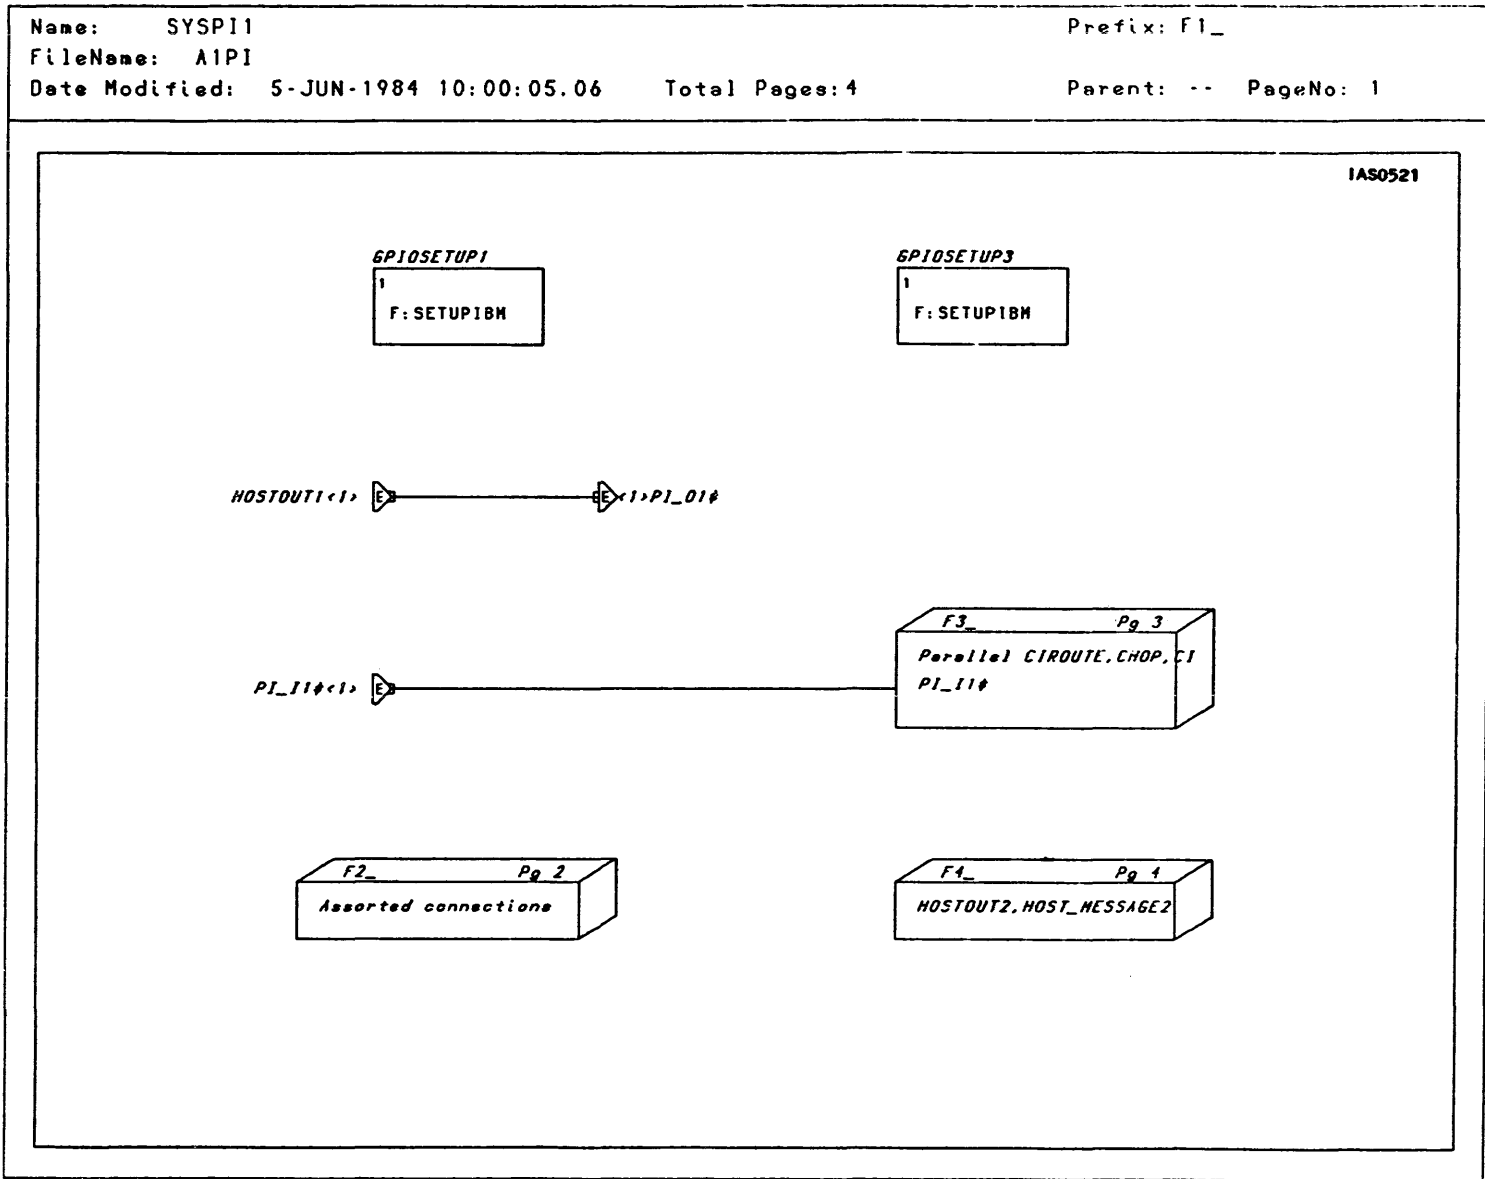 Name: SYSPI1 Prefix: F1_
FileName: A1PI
Date Modified: 5-JUN-1984 10:00:05.06 Total Pages:4 Parent: -- PageNo: 1
IAS0521
GPIOSETUP1 GPIOSETUP3
1 1
F:SETUPIBM F:SETUPIBM
HOSTOUT1<1> E E <1>PI_O1$
F3_ Pg 3
Parallel CIROUTE,CHOP,CI
PI_I1$<1> E PI_I1$
F2_ Pg 2 F4_ Pg 4
Assorted connections HOSTOUT2,HOST_MESSAGE2